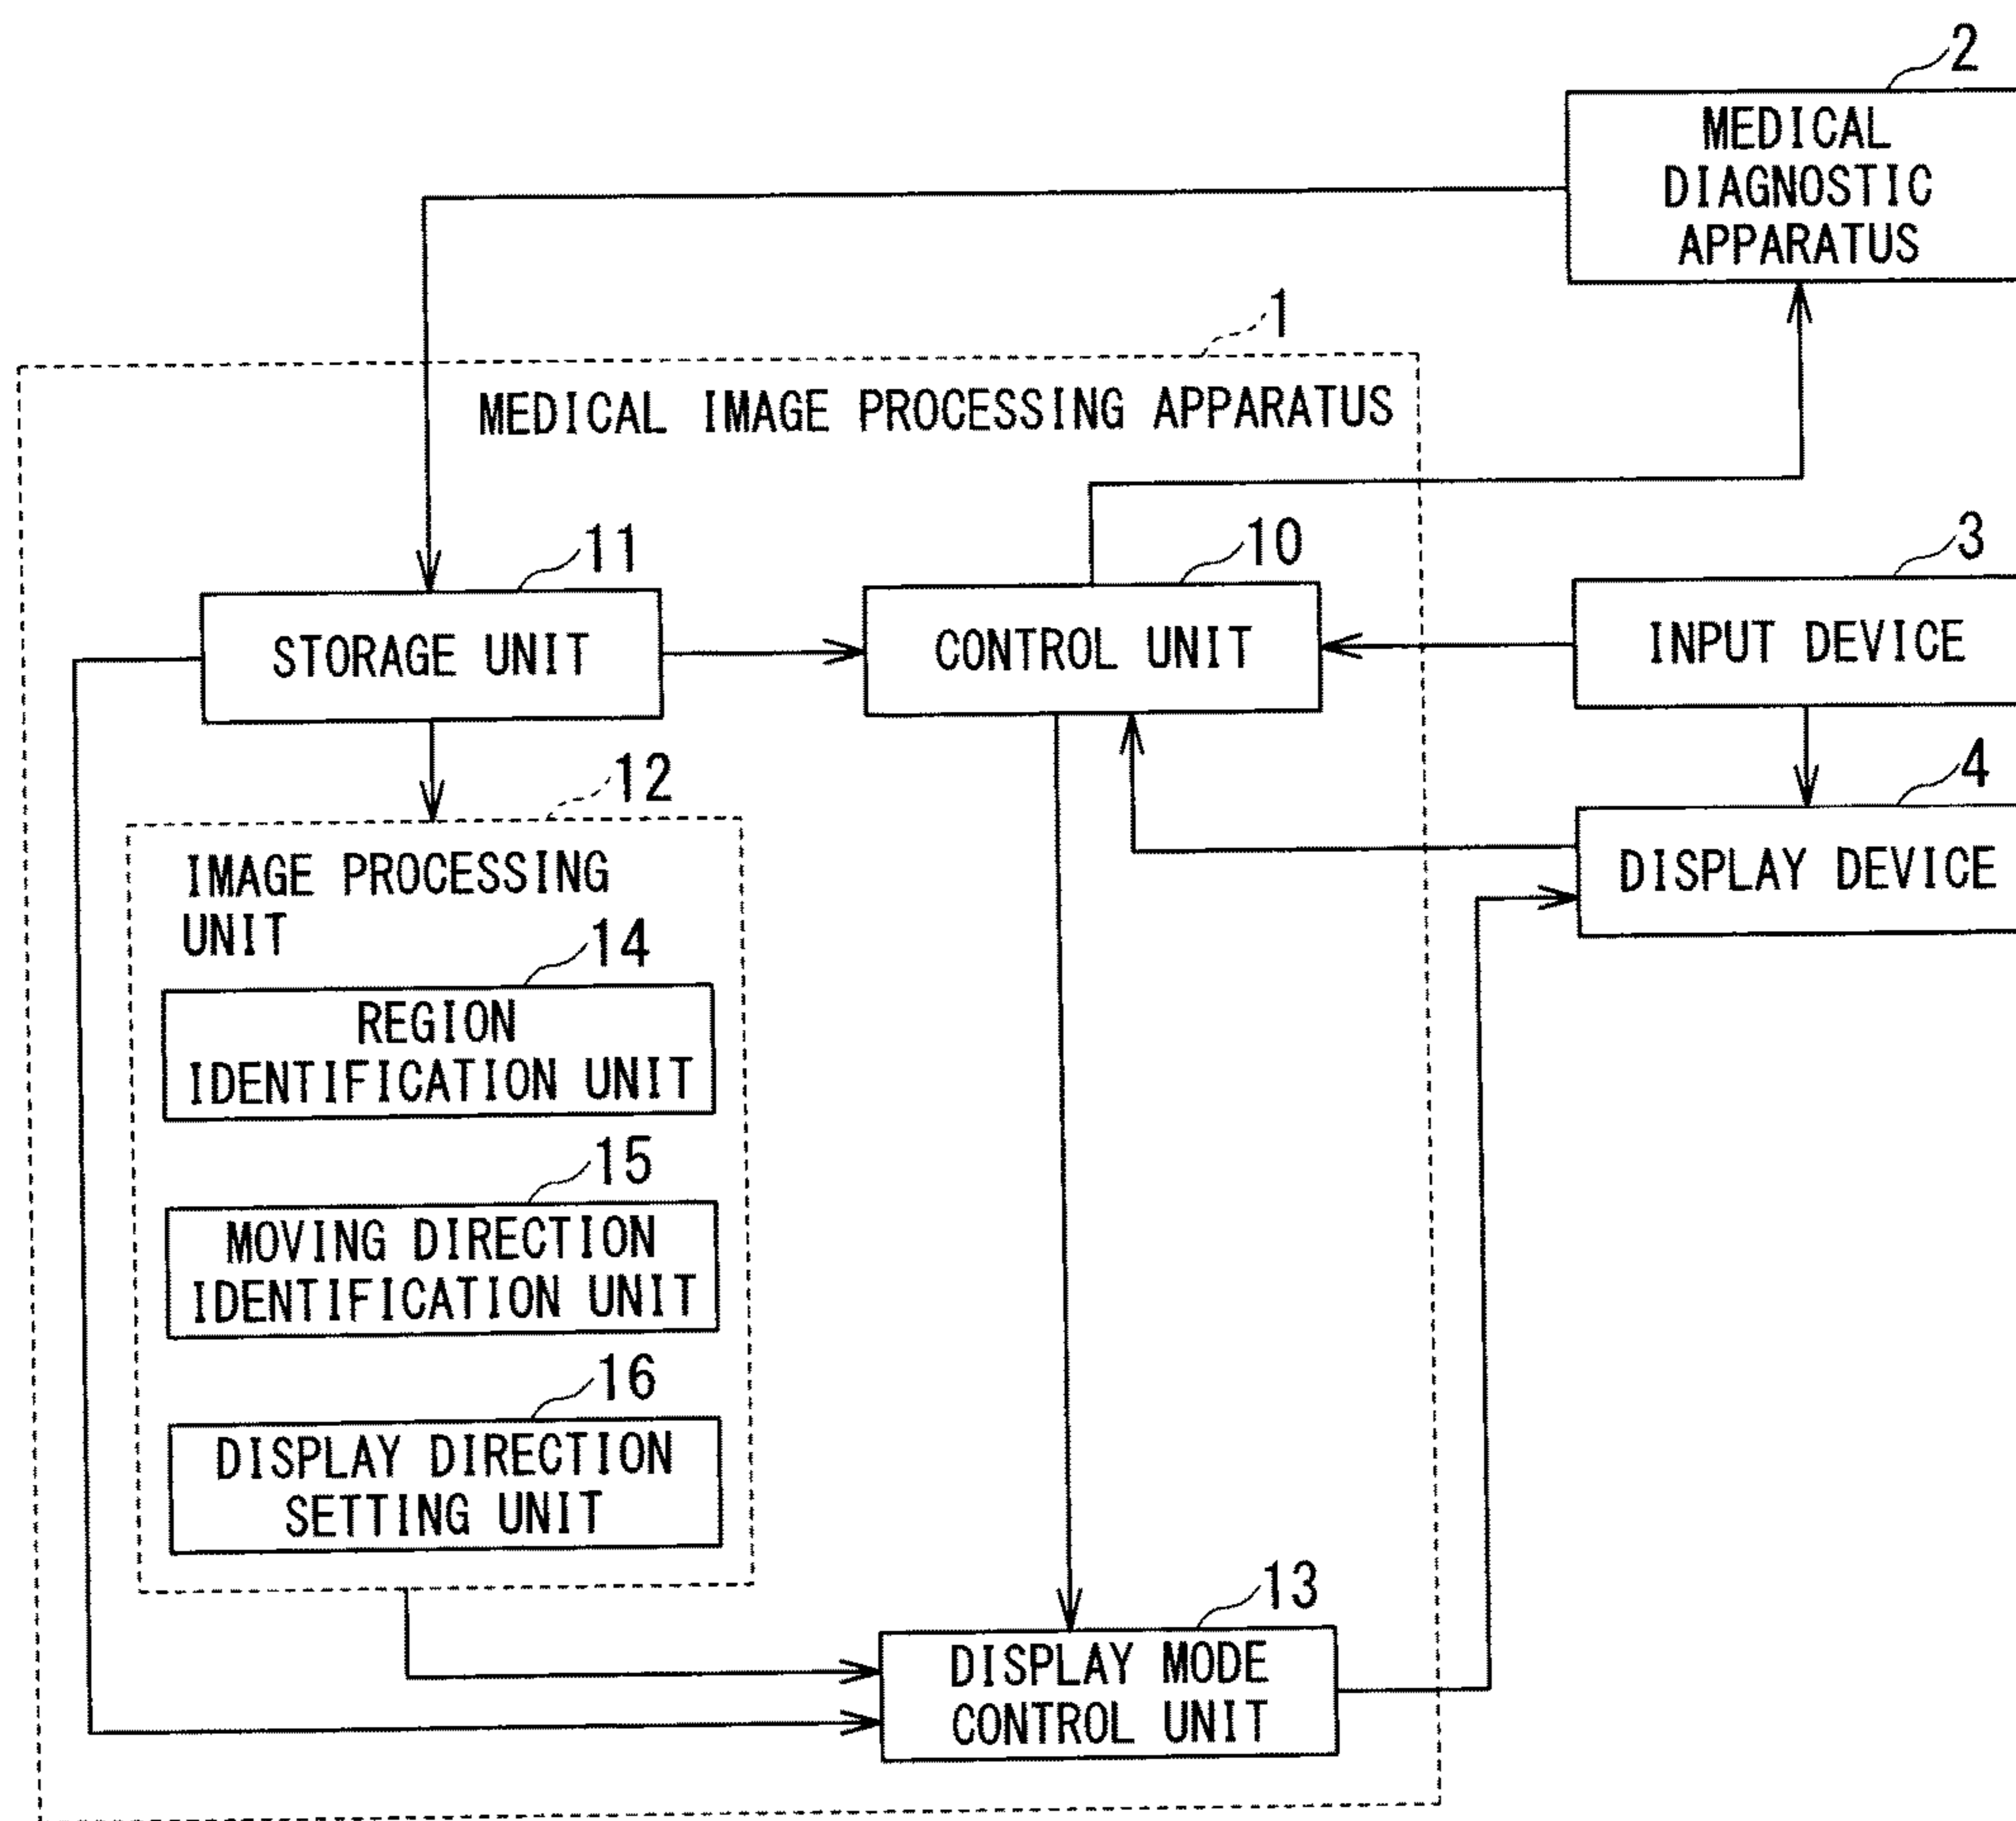 2
MEDICAL
DIAGNOSTIC
APPARATUS
1
MEDICAL IMAGE PROCESSING APPARATUS
11
STORAGE UNIT
10
CONTROL UNIT
3
INPUT DEVICE
4
DISPLAY DEVICE
12
IMAGE PROCESSING
UNIT
14
REGION
IDENTIFICATION UNIT
15
MOVING DIRECTION
IDENTIFICATION UNIT
16
DISPLAY DIRECTION
SETTING UNIT
13
DISPLAY MODE
CONTROL UNIT